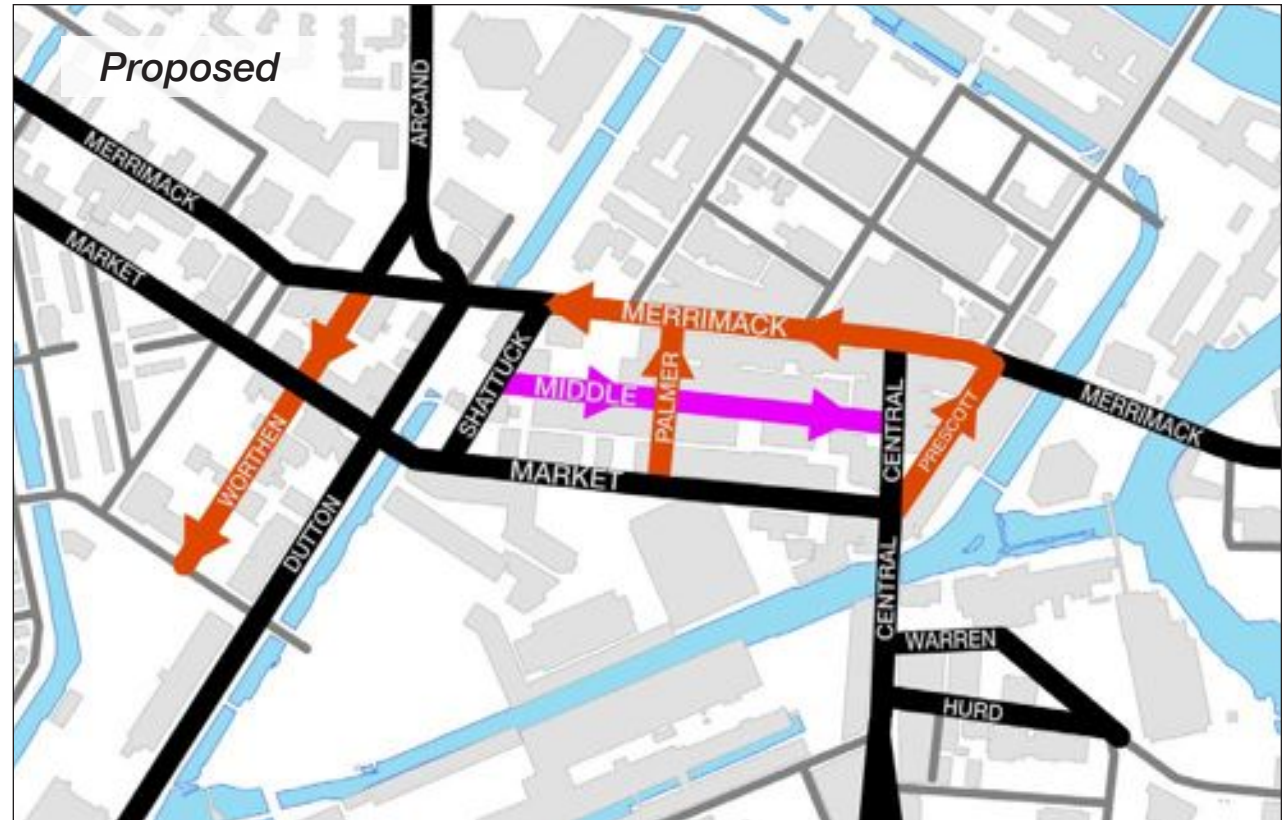 Proposed
ARCAND
MERRIMACK
MARKET
MERRIMACK
SHATTUCK
MIDDLE
PALMER
CENTRAL
PRESCOTT
MERRIMACK
WORTHEN
MARKET
DUTTON
CENTRAL
WARREN
HURD